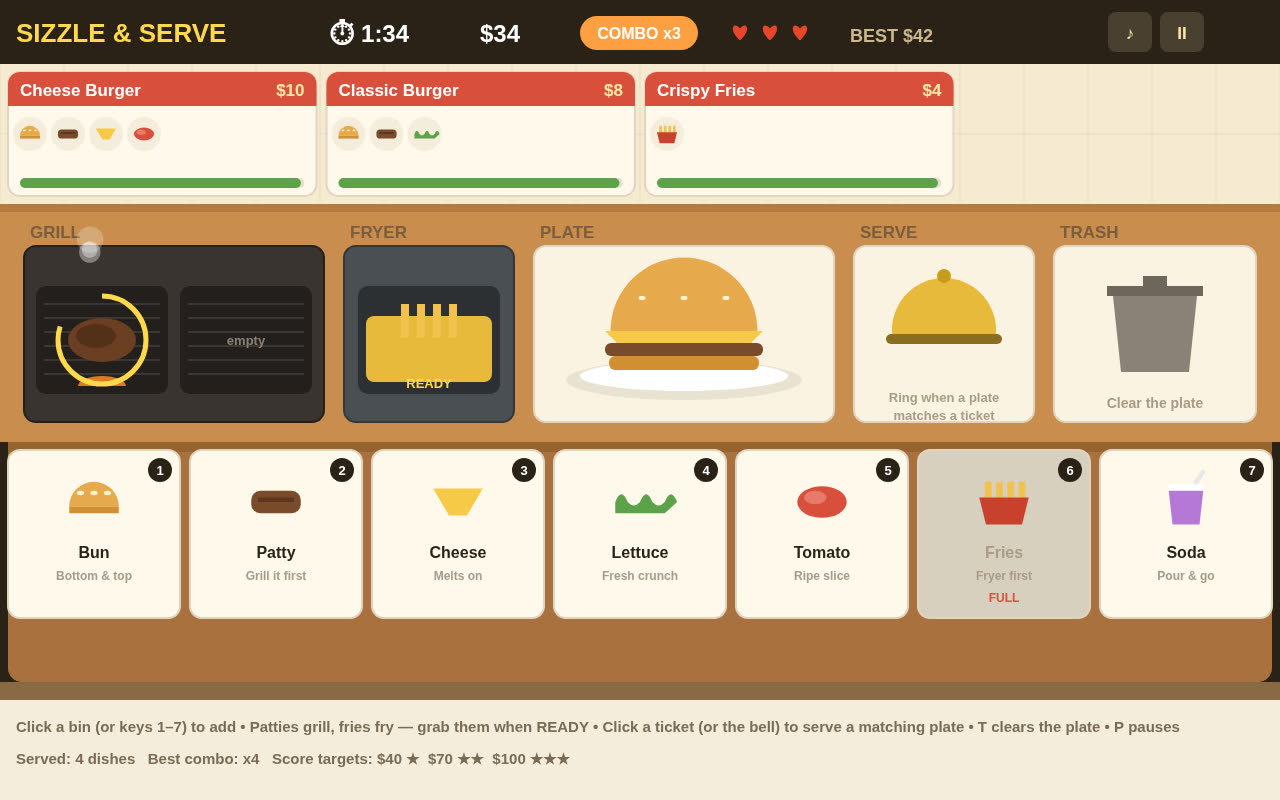 SIZZLE & SERVE 1:34 $34 COMBO x3 BEST $42
Cheese Burger $10
Classic Burger $8
Crispy Fries $4
GRILL FRYER PLATE SERVE TRASH
empty
READY
Ring when a plate
matches a ticket
Clear the plate
1 2 3 4 5 6 7
Bun Patty Cheese Lettuce Tomato Fries Soda
Bottom & top Grill it first Melts on Fresh crunch Ripe slice Fryer first Pour & go
FULL
Click a bin (or keys 1–7) to add • Patties grill, fries fry — grab them when READY • Click a ticket (or the bell) to serve a matching plate • T clears the plate • P pauses
Served: 4 dishes Best combo: x4 Score targets: $40 ★ $70 ★★ $100 ★★★